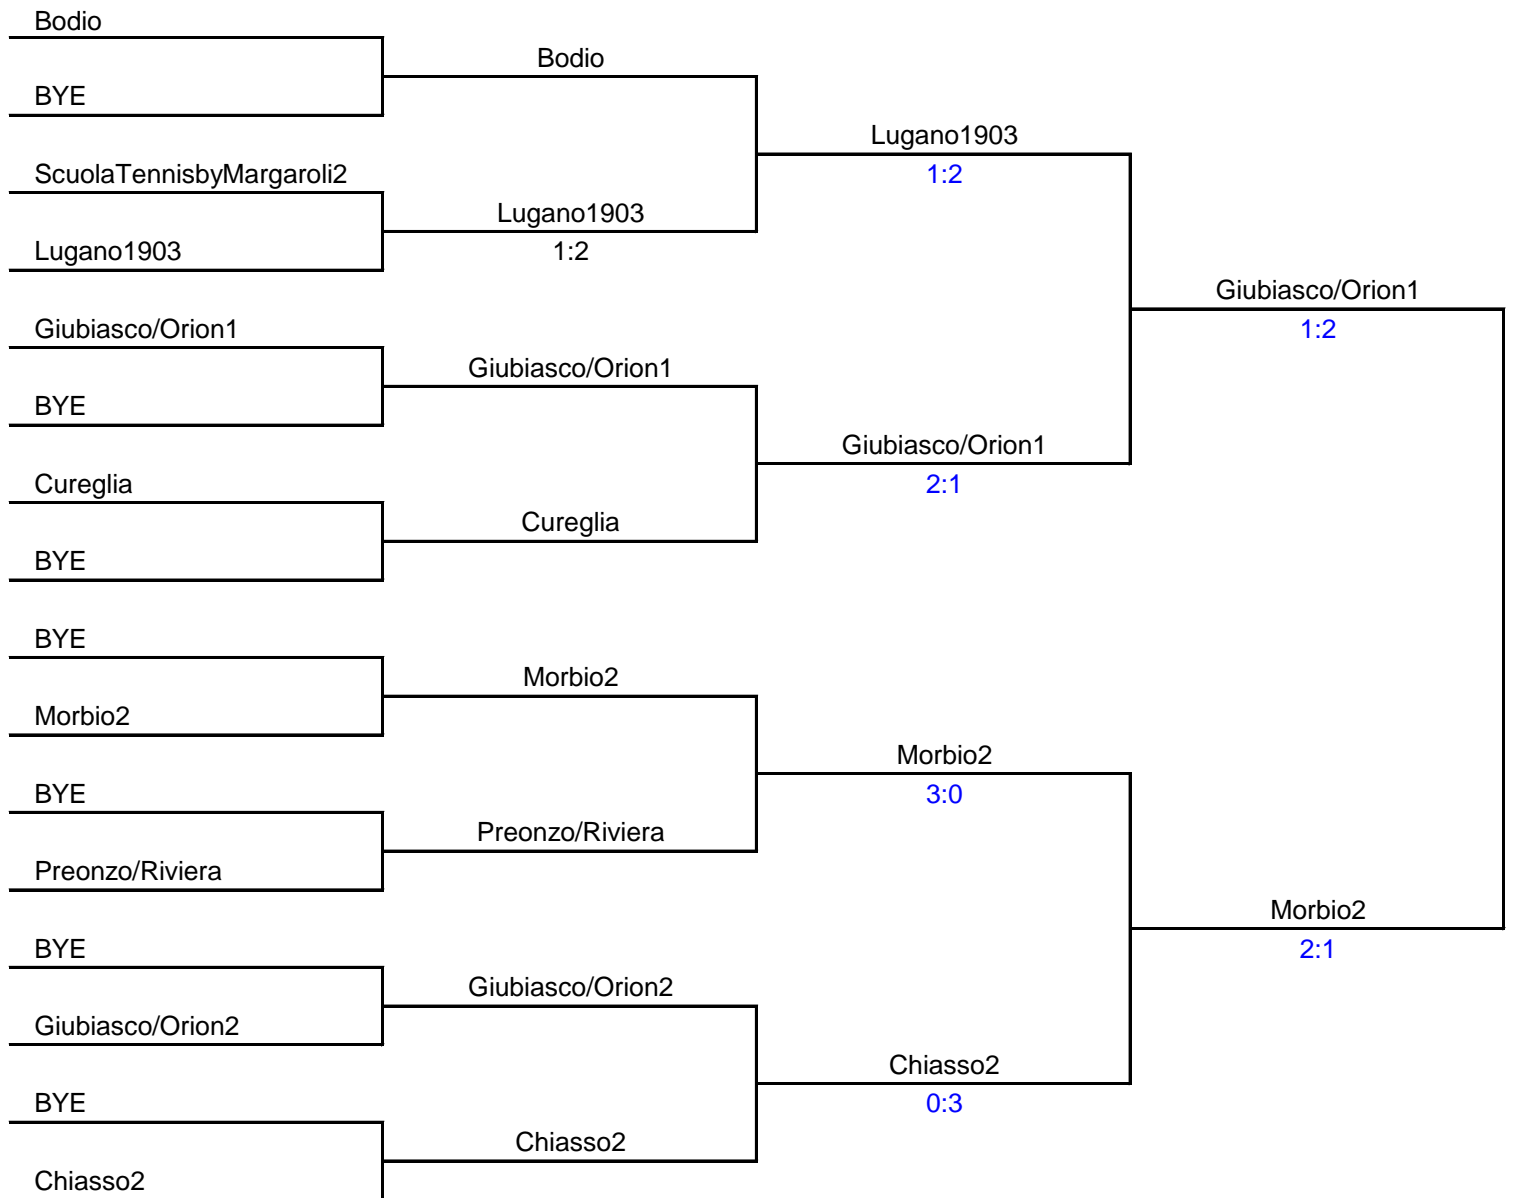 Bodio
BYE
ScuolaTennisbyMargaroli2
Lugano1903
Giubiasco/Orion1
BYE
Cureglia
BYE
BYE
Morbio2
BYE
Preonzo/Riviera
BYE
Giubiasco/Orion2
BYE
Chiasso2
Bodio
Lugano1903
1:2
Giubiasco/Orion1
Cureglia
Morbio2
Preonzo/Riviera
Giubiasco/Orion2
Chiasso2
Lugano1903
1:2
Giubiasco/Orion1
2:1
Morbio2
3:0
Chiasso2
0:3
Giubiasco/Orion1
1:2
Morbio2
2:1